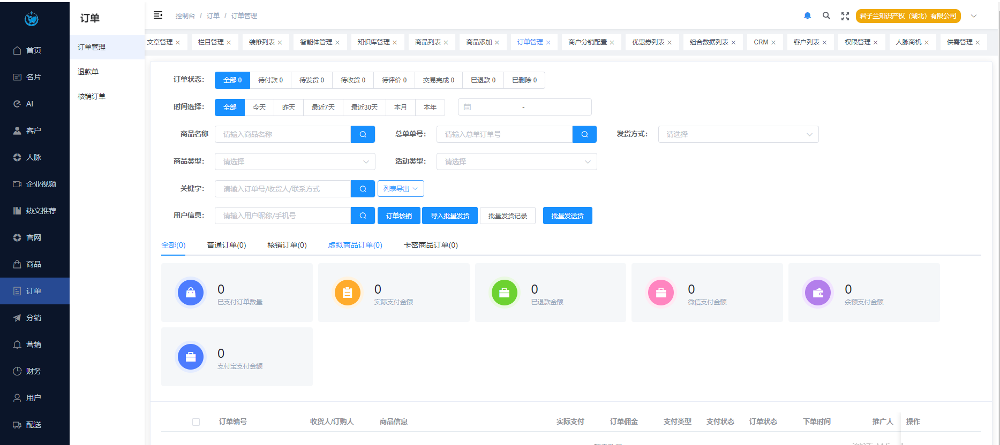 首页
名片
AI
客户
人脉
企业视频
热文推荐
官网
商品
订单
分销
营销
财务
用户
配送
订单
订单管理
退款单
核销订单
控制台 / 订单 / 订单管理
君子兰知识产权（湖北）有限公司
文章管理 × 栏目管理 × 装修列表 × 智能体管理 × 知识库管理 × 商品列表 × 商品添加 × 订单管理 × 商户分销配置 × 优惠券列表 × 组合数据列表 × CRM × 客户列表 × 权限管理 × 人脉商机 × 供需管理 ×
订单状态： 全部 0 待付款 0 待发货 0 待收货 0 待评价 0 交易完成 0 已退款 0 已删除 0
时间选择： 全部 今天 昨天 最近7天 最近30天 本月 本年 -
商品名称 请输入商品名称 总单单号： 请输入总单订单号 发货方式： 请选择
商品类型： 请选择 活动类型： 请选择
关键字： 请输入订单号/收货人/联系方式 列表导出
用户信息： 请输入用户昵称/手机号 订单核销 导入批量发货 批量发货记录 批量发送货
全部(0) 普通订单(0) 核销订单(0) 虚拟商品订单(0) 卡密商品订单(0)
0 0 0 0 0
已支付订单数量 实际支付金额 已退款金额 微信支付金额 余额支付金额
0
支付宝支付金额
订单编号 收货人/订购人 商品信息 实际支付 订单佣金 支付类型 支付状态 订单状态 下单时间 推广人 操作